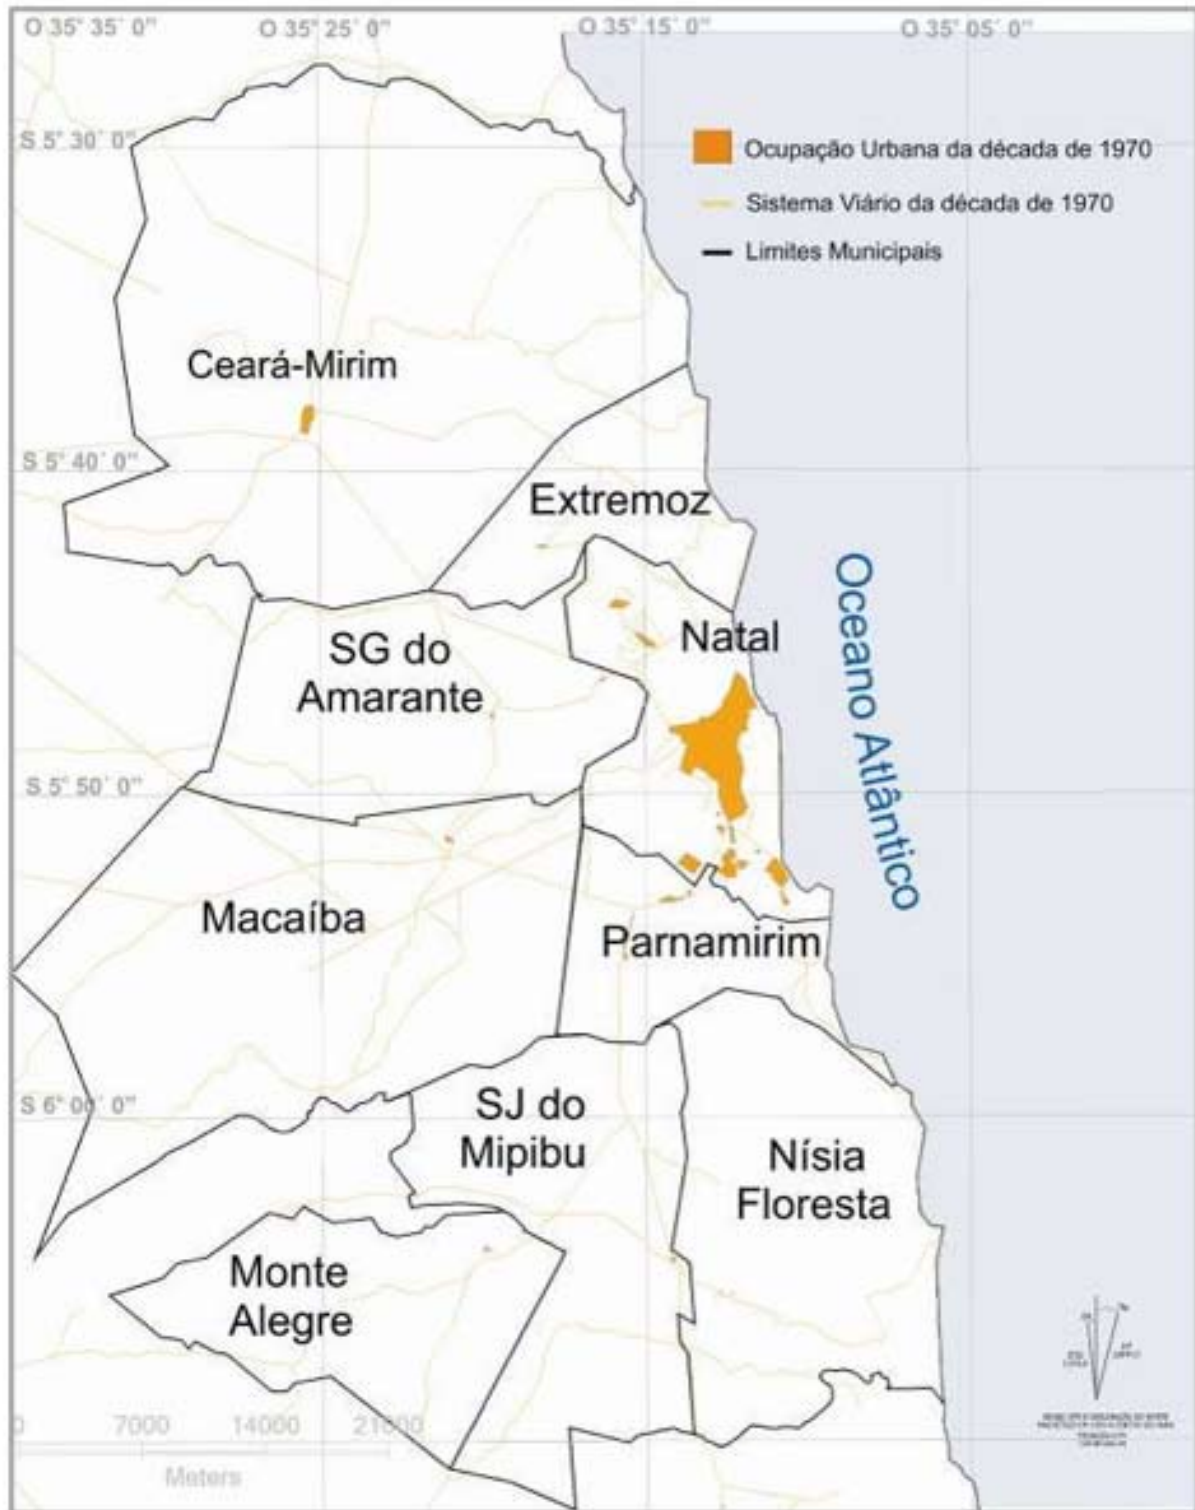 O 35° 35´ 0”
O 35° 25´ 0”
O 35° 15´ 0”
O 35° 05´ 0”
S 5° 30´ 0”
Ocupação Urbana da década de 1970
Sistema Viário da década de 1970
Limites Municipais
Ceará-Mirim
S 5° 40´ 0”
Extremoz
Oceano Atlântico
Natal
SG do
Amarante
S 5° 50´ 0”
Macaíba
Parnamirim
S 6° 00´ 0”
SJ do
Mipibu
Nísia
Floresta
Monte
Alegre
0 7000 14000 21000
Meters